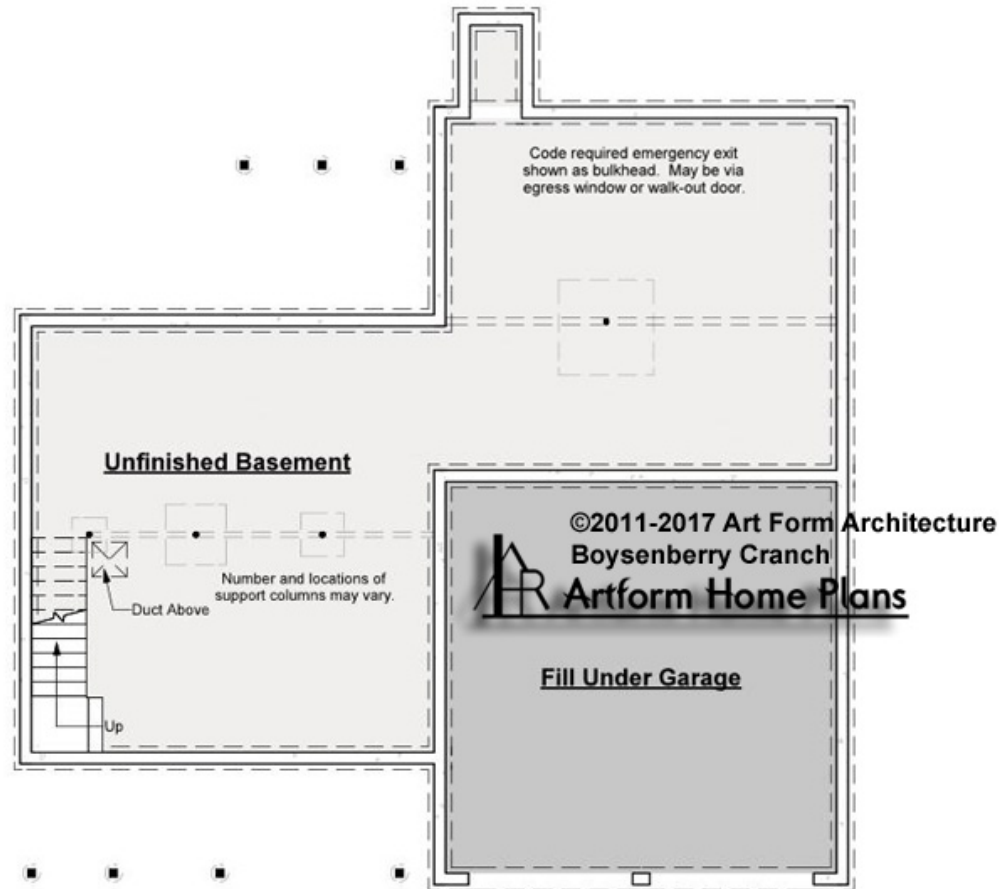 Code required emergency exit
shown as bulkhead. May be via
egress window or walk-out door.
Unfinished Basement
©2011-2017 Art Form Architecture
Boysenberry Cranch
Artform Home Plans
Number and locations of
support columns may vary.
Duct Above
Fill Under Garage
Up